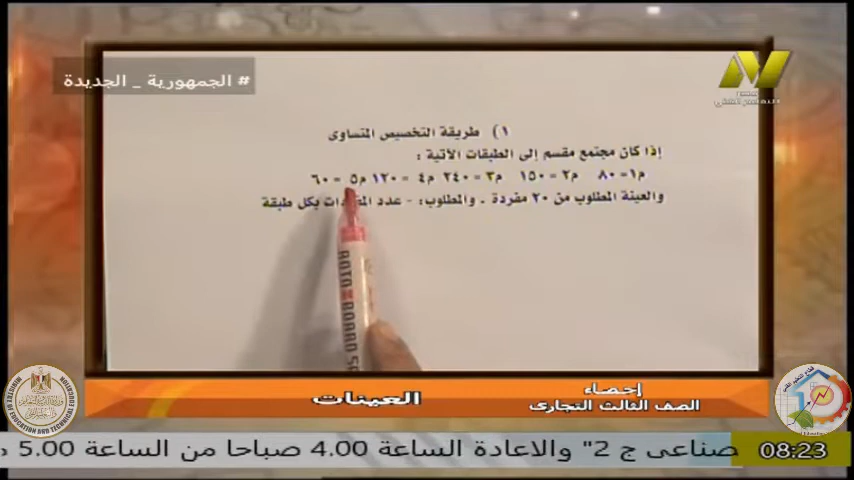 # الجمهورية _ الجديدة
١) طريقة التخصيص المتساوى
إذا كان مجتمع مقسم إلى الطبقات الآتية :
م١= ٨٠ م٢= ١٥٠ م٣= ٢٤٠ م٤ = ١٢٠ م٥ = ٦٠
والعينة المطلوب من ٢٠ مفردة . والمطلوب: - عدد المفردات بكل طبقة
إحصاء
الصف الثالث التجارى
العينات
صناعى ج 2" والاعادة الساعة 4.00 صباحا من الساعة 5.00
08:23